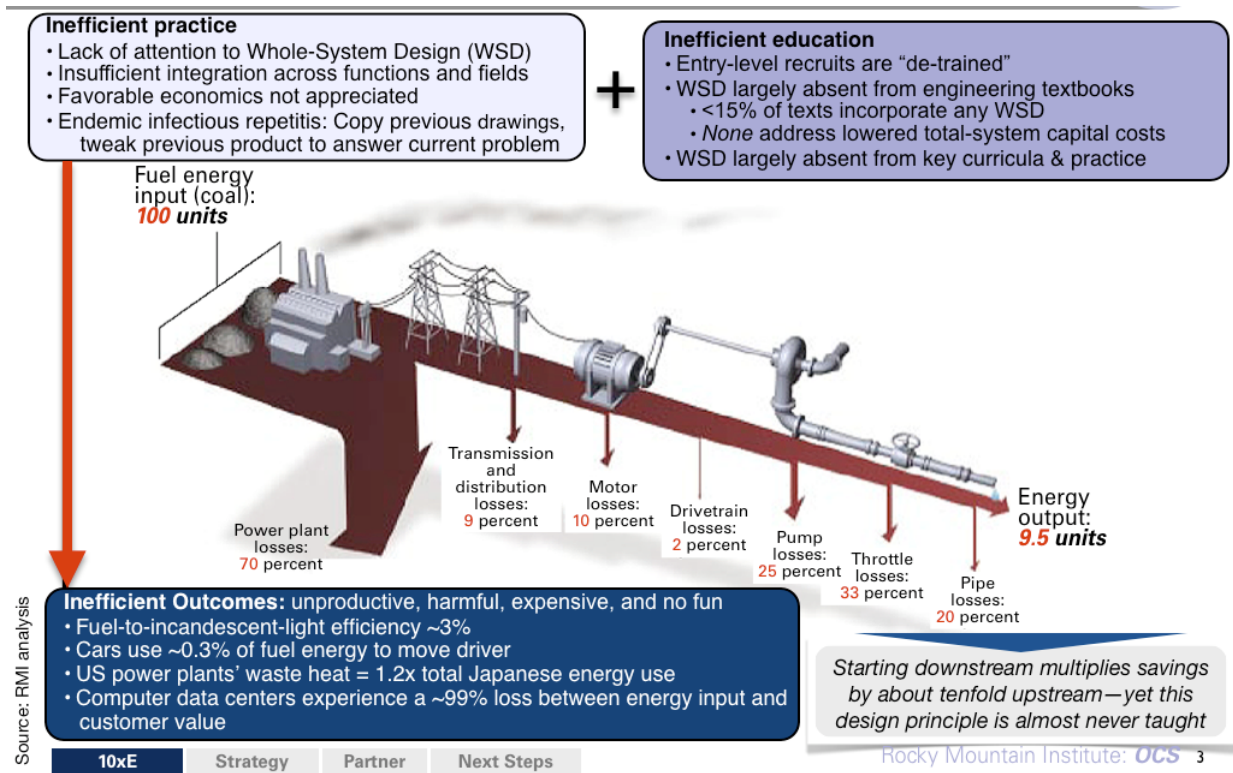 Inefficient practice
• Lack of attention to Whole-System Design (WSD)
• Insufficient integration across functions and fields
• Favorable economics not appreciated
• Endemic infectious repetitis: Copy previous drawings,
tweak previous product to answer current problem
+
Inefficient education
• Entry-level recruits are “de-trained”
• WSD largely absent from engineering textbooks
• <15% of texts incorporate any WSD
• None address lowered total-system capital costs
• WSD largely absent from key curricula & practice
Fuel energy
input (coal):
100 units
Power plant
losses:
70 percent
Transmission
and
distribution
losses:
9 percent
Motor
losses:
10 percent
Drivetrain
losses:
2 percent
Pump
losses:
25 percent
Throttle
losses:
33 percent
Pipe
losses:
20 percent
Energy
output:
9.5 units
Inefficient Outcomes: unproductive, harmful, expensive, and no fun
• Fuel-to-incandescent-light efficiency ~3%
• Cars use ~0.3% of fuel energy to move driver
• US power plants’ waste heat = 1.2x total Japanese energy use
• Computer data centers experience a ~99% loss between energy input and
customer value
Starting downstream multiplies savings
by about tenfold upstream—yet this
design principle is almost never taught
Source: RMI analysis
10xE
Strategy
Partner
Next Steps
Rocky Mountain Institute: OCS 3